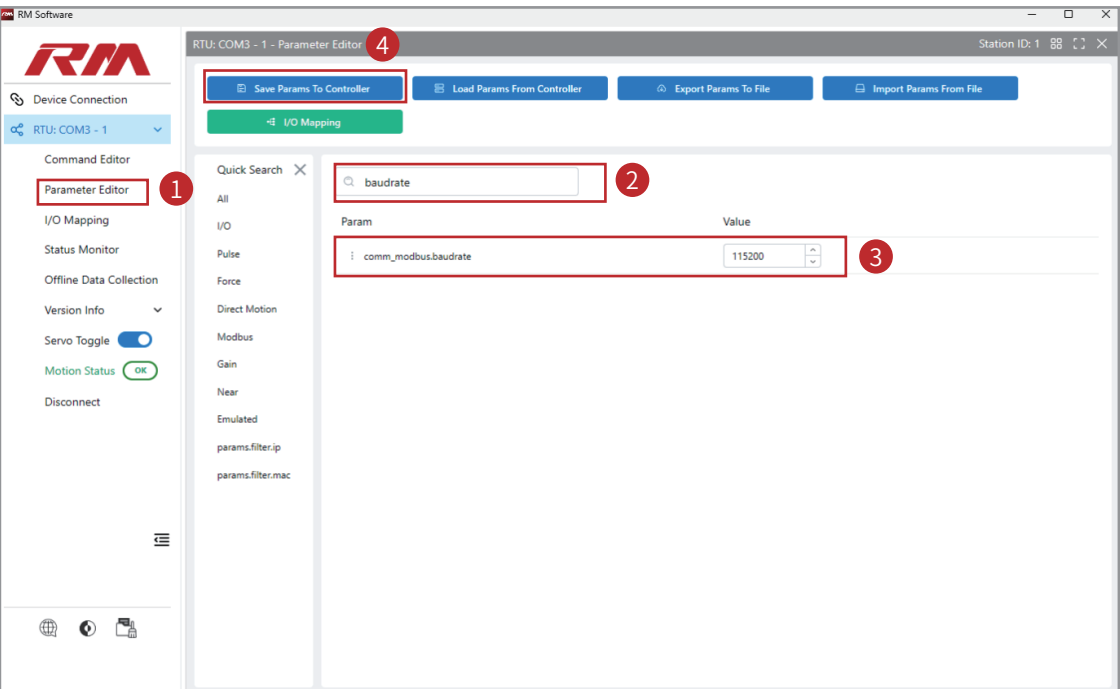 RM Software
RM
RTU: COM3 - 1 - Parameter Editor
4
Station ID: 1
Device Connection
RTU: COM3 - 1
Command Editor
Parameter Editor
1
I/O Mapping
Status Monitor
Offline Data Collection
Version Info
Servo Toggle
Motion Status OK
Disconnect
Save Params To Controller
Load Params From Controller
Export Params To File
Import Params From File
I/O Mapping
Quick Search
All
I/O
Pulse
Force
Direct Motion
Modbus
Gain
Near
Emulated
params.filter.ip
params.filter.mac
baudrate
2
Param Value
comm_modbus.baudrate 115200
3